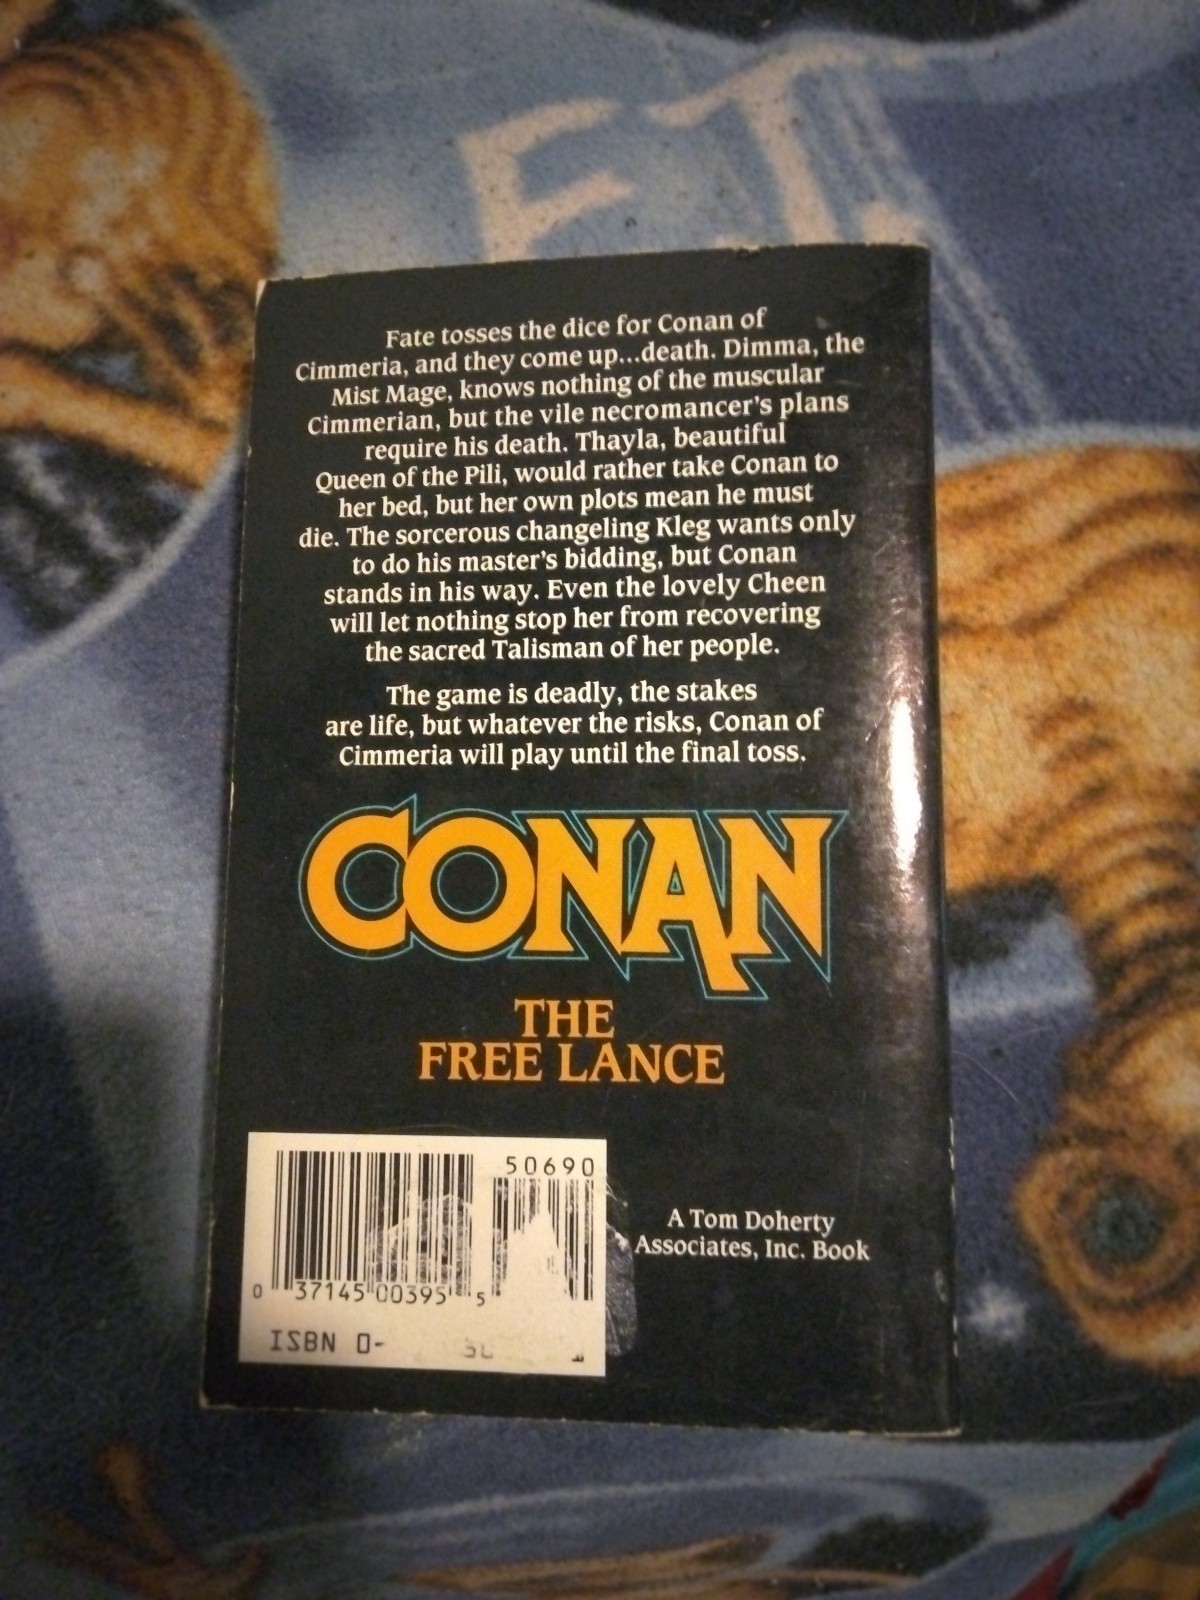 E.T.
Fate tosses the dice for Conan of
Cimmeria, and they come up...death. Dimma, the
Mist Mage, knows nothing of the muscular
Cimmerian, but the vile necromancer's plans
require his death. Thayla, beautiful
Queen of the Pili, would rather take Conan to
her bed, but her own plots mean he must
die. The sorcerous changeling Kleg wants only
to do his master's bidding, but Conan
stands in his way. Even the lovely Cheen
will let nothing stop her from recovering
the sacred Talisman of her people.
The game is deadly, the stakes
are life, but whatever the risks, Conan of
Cimmeria will play until the final toss.
CONAN
THE
FREE LANCE
50690
0 37145 00395 5
ISBN 0-
A Tom Doherty
Associates, Inc. Book